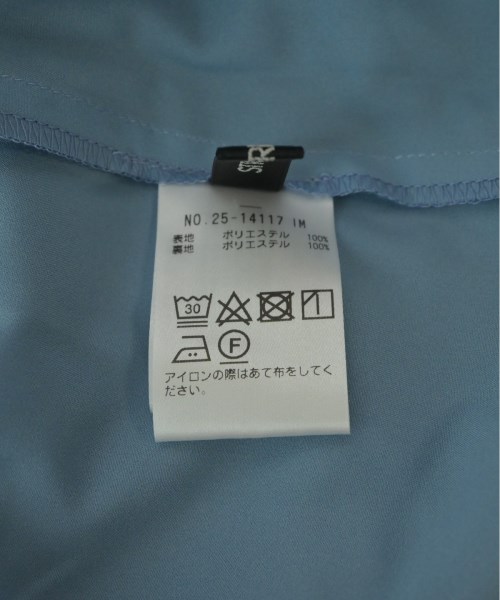 NO.25-14117 IM
表地 ポリエステル 100%
裏地 ポリエステル 100%
30
F
アイロンの際はあて布をしてく
ださい。